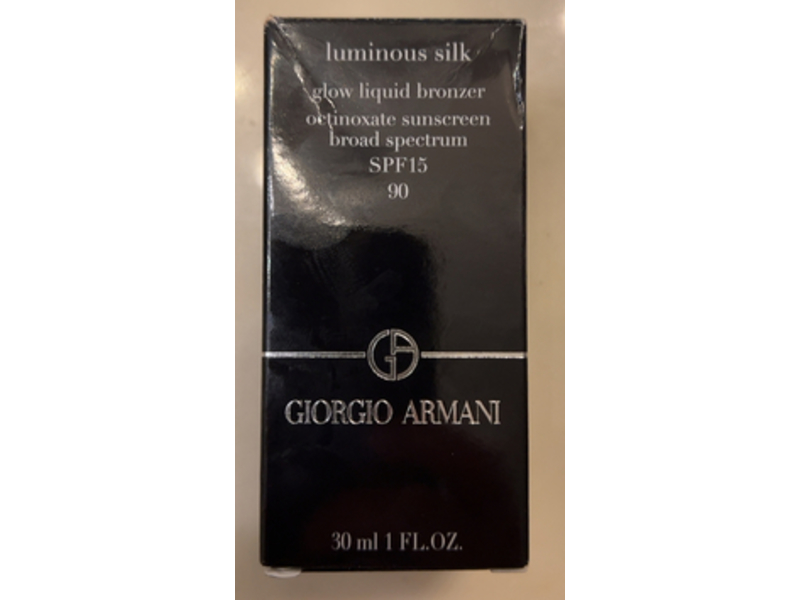 luminous silk
glow liquid bronzer
octinoxate sunscreen
broad spectrum
SPF15
90
GA
GIORGIO ARMANI
30 ml 1 FL.OZ.